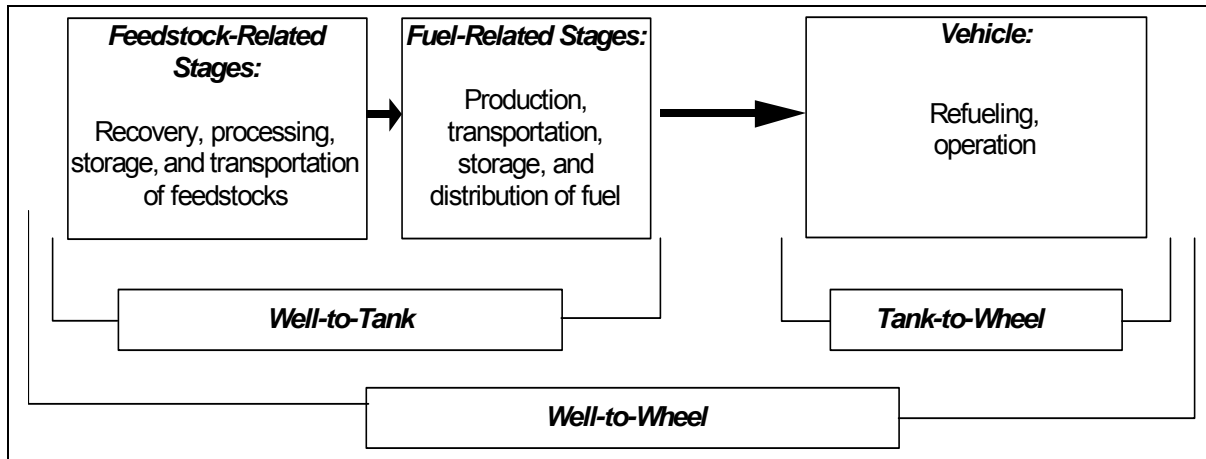 Feedstock-Related
Stages:
Recovery, processing,
storage, and transportation
of feedstocks
Fuel-Related Stages:
Production,
transportation,
storage, and
distribution of fuel
Vehicle:
Refueling,
operation
Well-to-Tank
Tank-to-Wheel
Well-to-Wheel